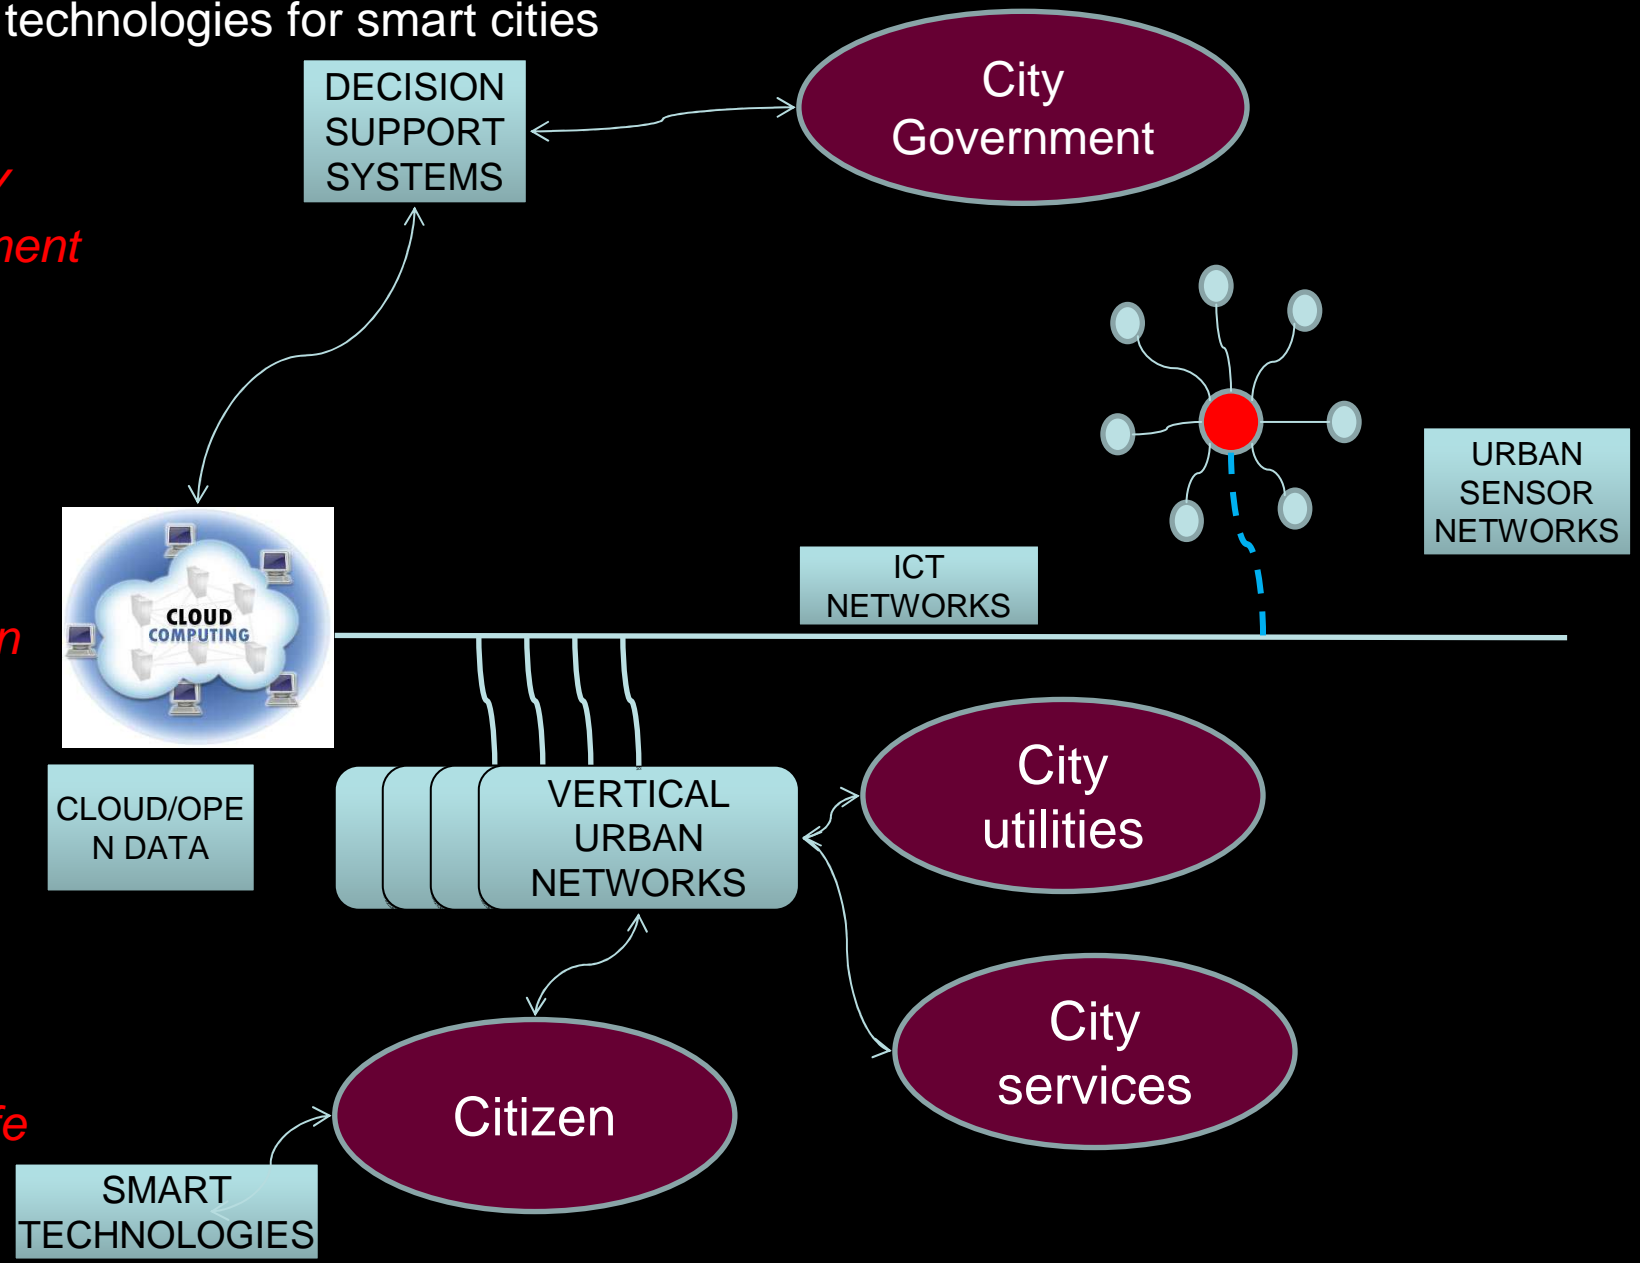 technologies for smart cities
DECISION
SUPPORT
SYSTEMS
City
Government
URBAN
SENSOR
NETWORKS
ICT
NETWORKS
CLOUD
COMPUTING
CLOUD/OPE
N DATA
VERTICAL
URBAN
NETWORKS
City
utilities
City
services
Citizen
SMART
TECHNOLOGIES